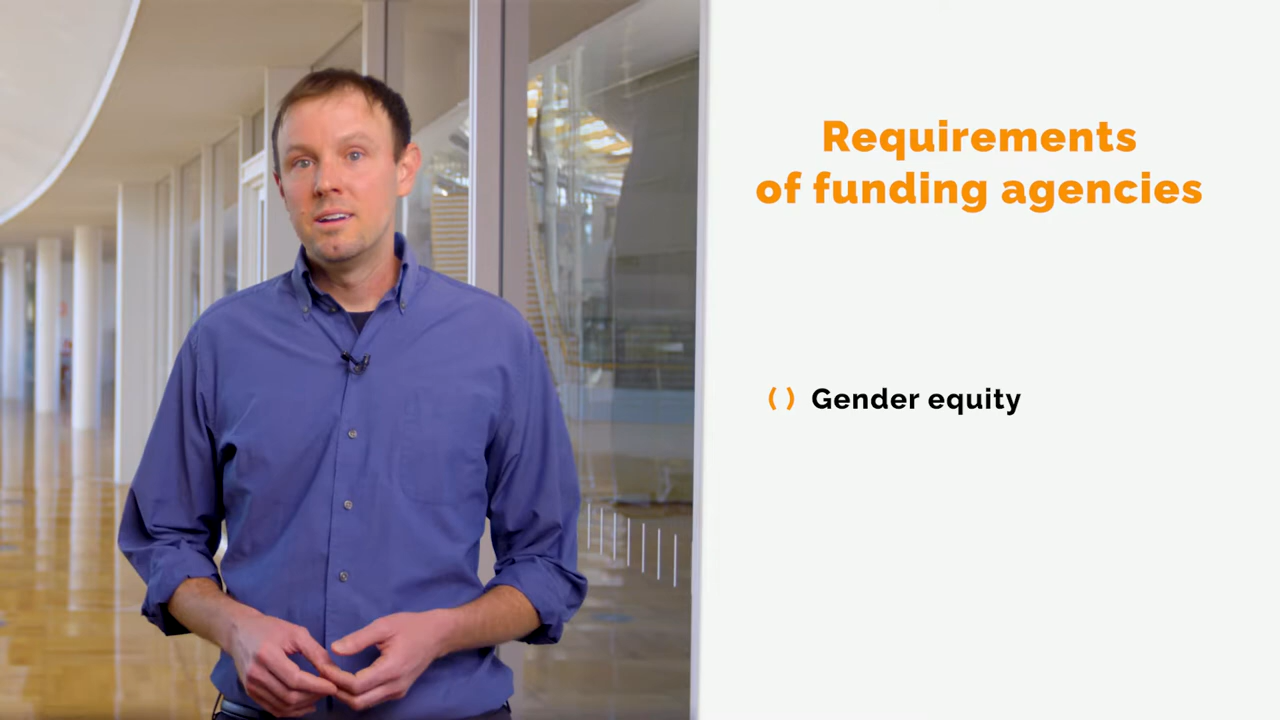 Requirements
of funding agencies
( ) Gender equity